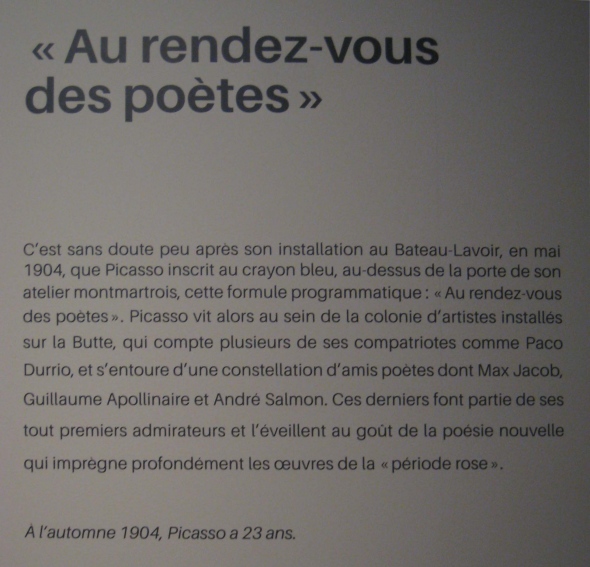 « Au rendez-vous
des poètes »
C’est sans doute peu après son installation au Bateau-Lavoir, en mai
1904, que Picasso inscrit au crayon bleu, au-dessus de la porte de son
atelier montmartrois, cette formule programmatique : « Au rendez-vous
des poètes ». Picasso vit alors au sein de la colonie d’artistes installés
sur la Butte, qui compte plusieurs de ses compatriotes comme Paco
Durrio, et s’entoure d’une constellation d’amis poètes dont Max Jacob,
Guillaume Apollinaire et André Salmon. Ces derniers font partie de ses
tout premiers admirateurs et l’éveillent au goût de la poésie nouvelle
qui imprègne profondément les œuvres de la « période rose ».
À l’automne 1904, Picasso a 23 ans.